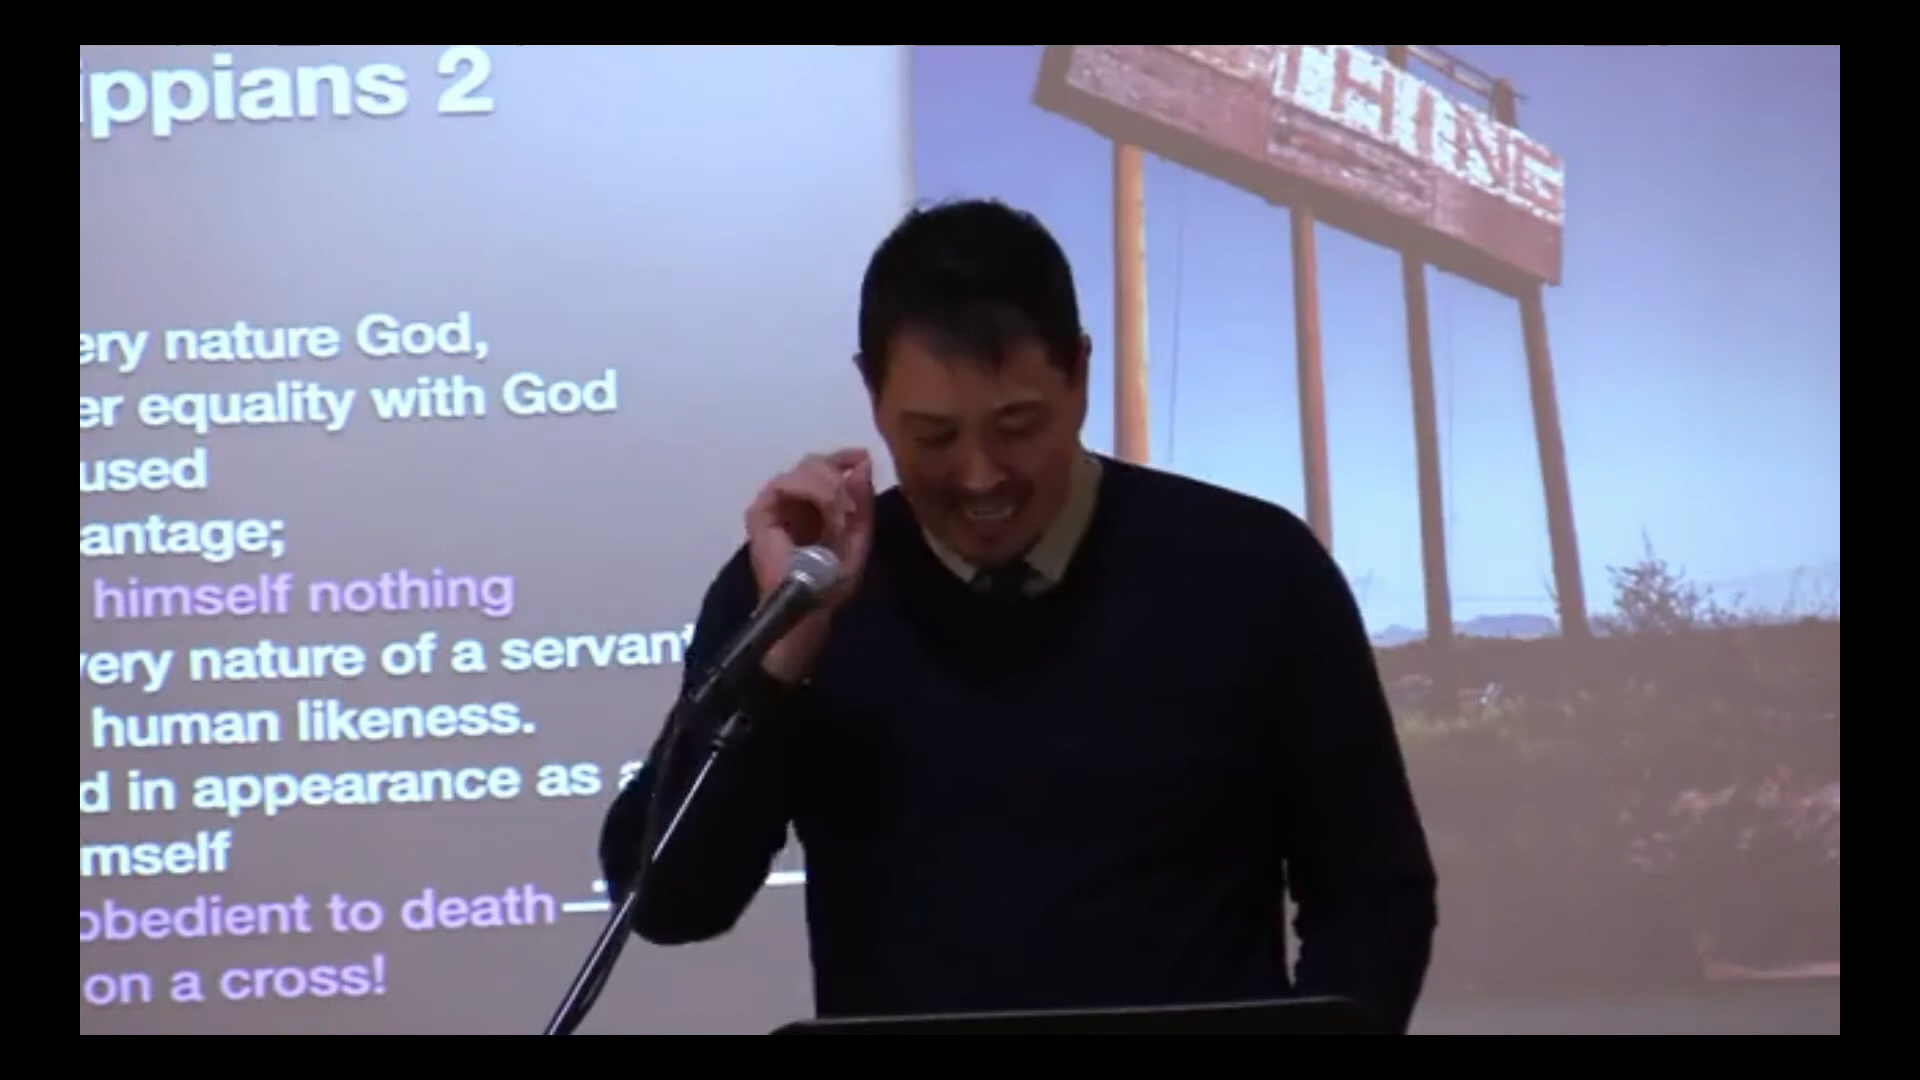 ippians 2
ery nature God,
er equality with God
used
antage;
himself nothing
very nature of a servant
human likeness.
d in appearance as a
mself
obedient to death—
on a cross!